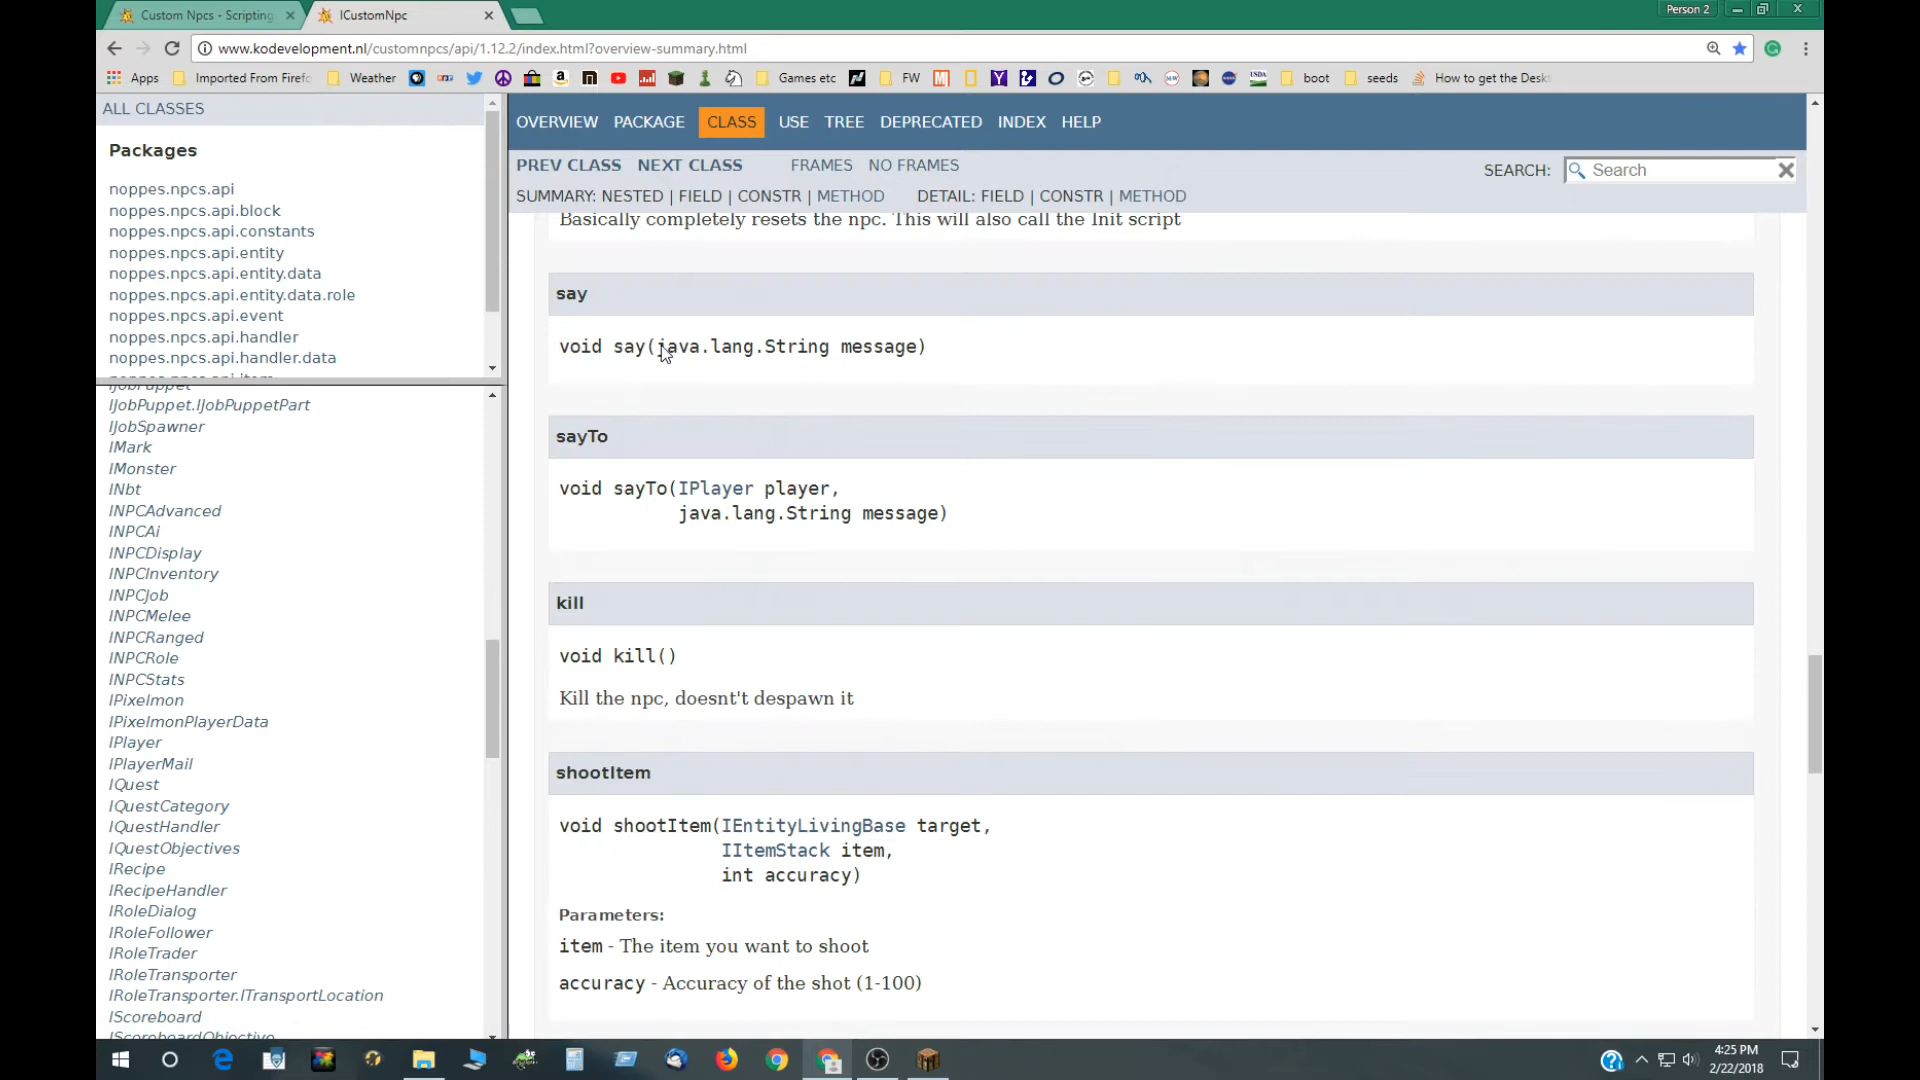 Custom Npcs - Scripting
ICustomNpc
Person 2
www.kodevelopment.nl/customnpcs/api/1.12.2/index.html?overview-summary.html
Apps
Imported From Firefo
Weather
Games etc
FW
boot
seeds
How to get the Desk
ALL CLASSES
Packages
noppes.npcs.api
noppes.npcs.api.block
noppes.npcs.api.constants
noppes.npcs.api.entity
noppes.npcs.api.entity.data
noppes.npcs.api.entity.data.role
noppes.npcs.api.event
noppes.npcs.api.handler
noppes.npcs.api.handler.data
noppes.npcs.api.item
IJobPuppet
IJobPuppet.IJobPuppetPart
IJobSpawner
IMark
IMonster
INbt
INPCAdvanced
INPCAi
INPCDisplay
INPCInventory
INPCJob
INPCMelee
INPCRanged
INPCRole
INPCStats
IPixelmon
IPixelmonPlayerData
IPlayer
IPlayerMail
IQuest
IQuestCategory
IQuestHandler
IQuestObjectives
IRecipe
IRecipeHandler
IRoleDialog
IRoleFollower
IRoleTrader
IRoleTransporter
IRoleTransporter.ITransportLocation
IScoreboard
IScoreboardObjective
OVERVIEW PACKAGE CLASS USE TREE DEPRECATED INDEX HELP
PREV CLASS NEXT CLASS FRAMES NO FRAMES
SEARCH: Search
SUMMARY: NESTED | FIELD | CONSTR | METHOD DETAIL: FIELD | CONSTR | METHOD
Basically completely resets the npc. This will also call the Init script
say
void say(java.lang.String message)
sayTo
void sayTo(IPlayer player,
java.lang.String message)
kill
void kill()
Kill the npc, doesnt't despawn it
shootItem
void shootItem(IEntityLivingBase target,
IItemStack item,
int accuracy)
Parameters:
item - The item you want to shoot
accuracy - Accuracy of the shot (1-100)
4:25 PM
2/22/2018